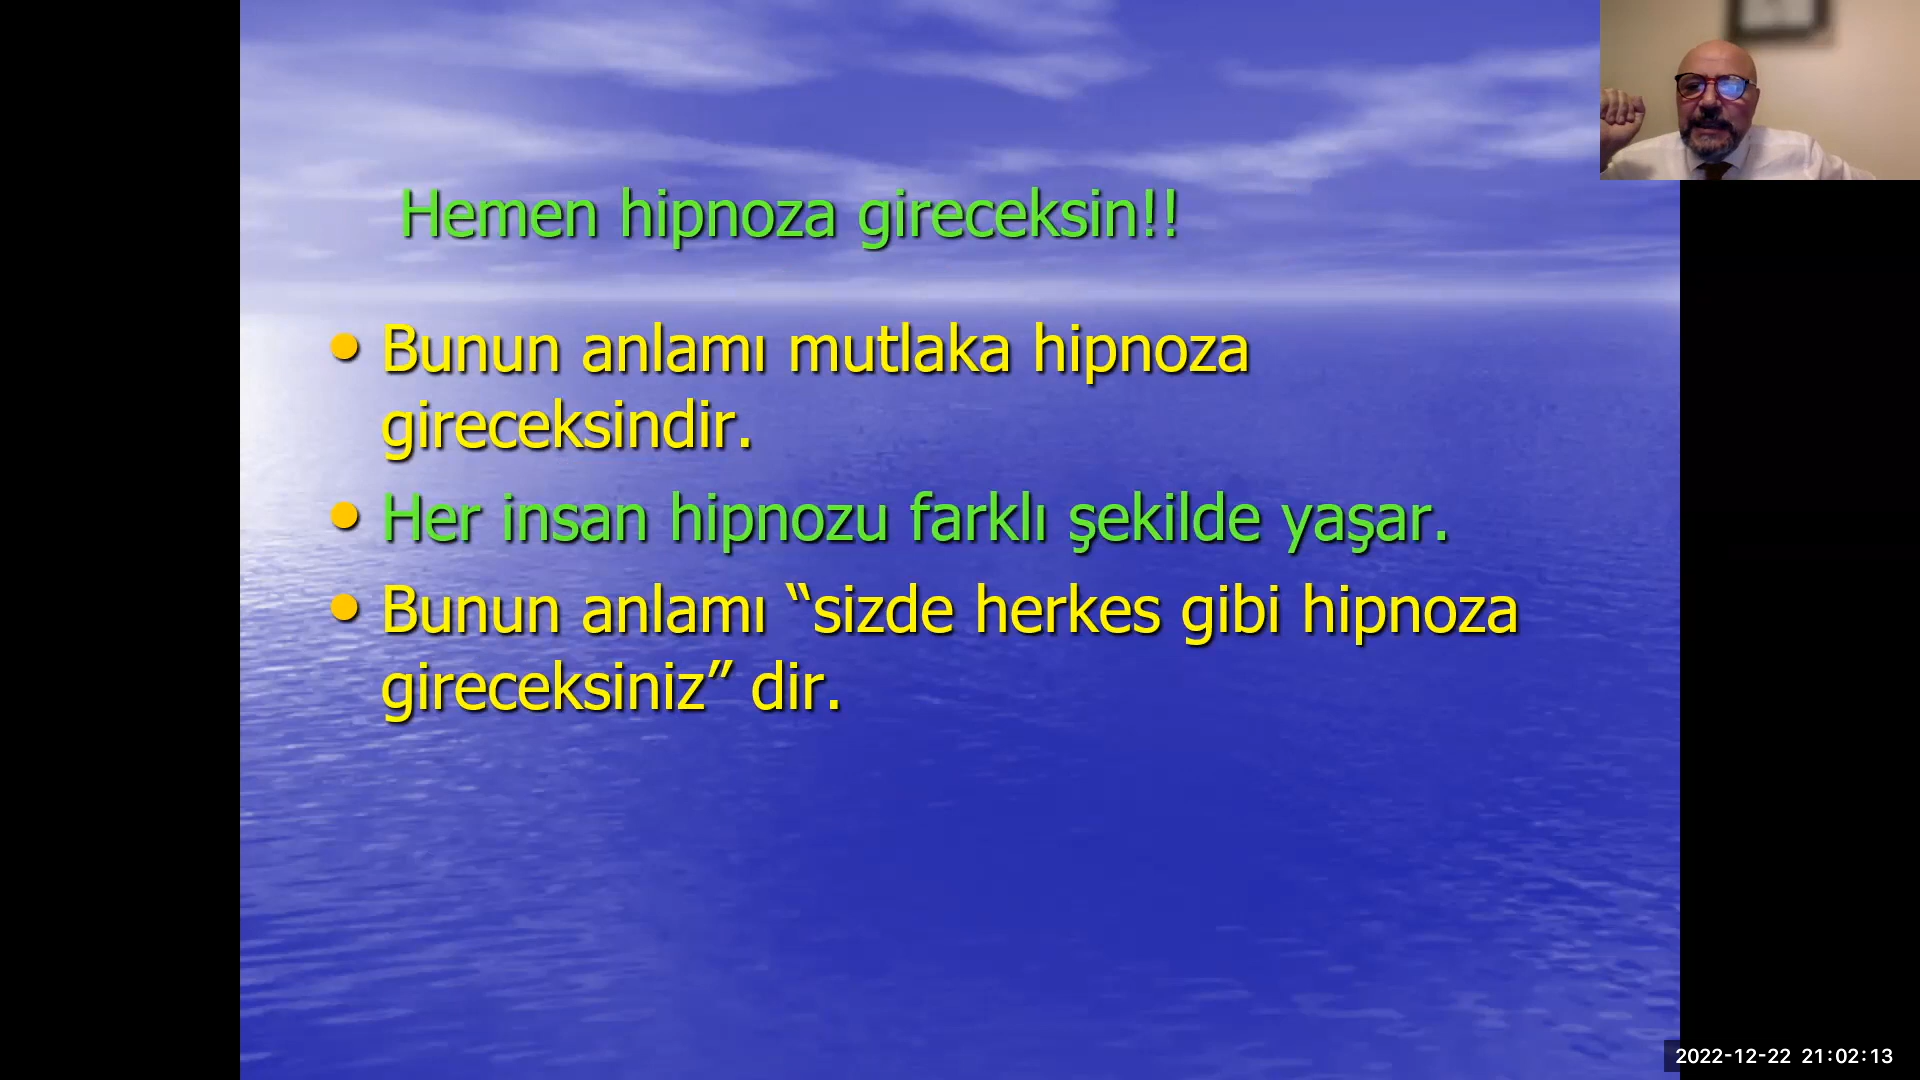 Hemen hipnoza gireceksin!!
• Bunun anlamı mutlaka hipnoza
gireceksindir.
• Her insan hipnozu farklı şekilde yaşar.
• Bunun anlamı “sizde herkes gibi hipnoza
gireceksiniz” dir.
2022-12-22 21:02:13